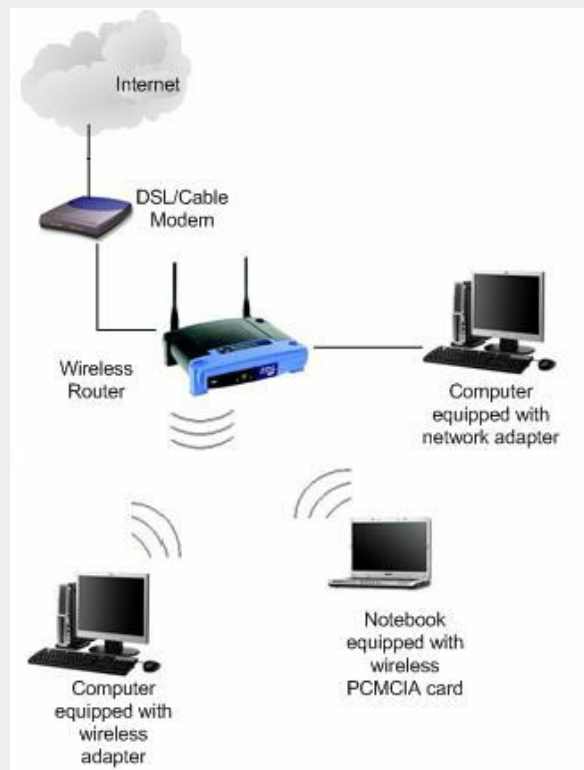 Internet
DSL/Cable
Modem
Wireless
Router
Computer
equipped with
network adapter
Notebook
equipped with
wireless
PCMCIA card
Computer
equipped with
wireless
adapter